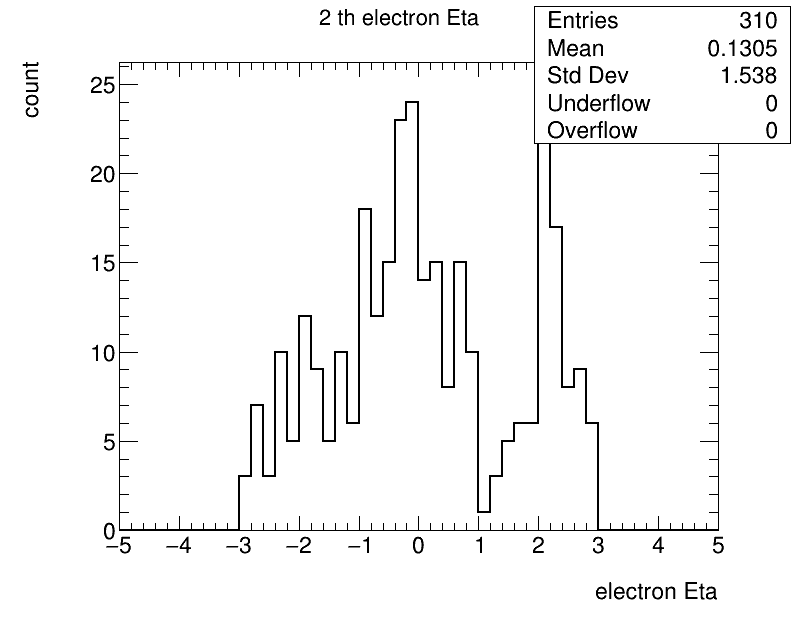 2 th electron Eta
Entries 310
Mean 0.1305
Std Dev 1.538
Underflow 0
Overflow 0
count
25
20
15
10
5
0
−5 −4 −3 −2 −1 0 1 2 3 4 5
electron Eta